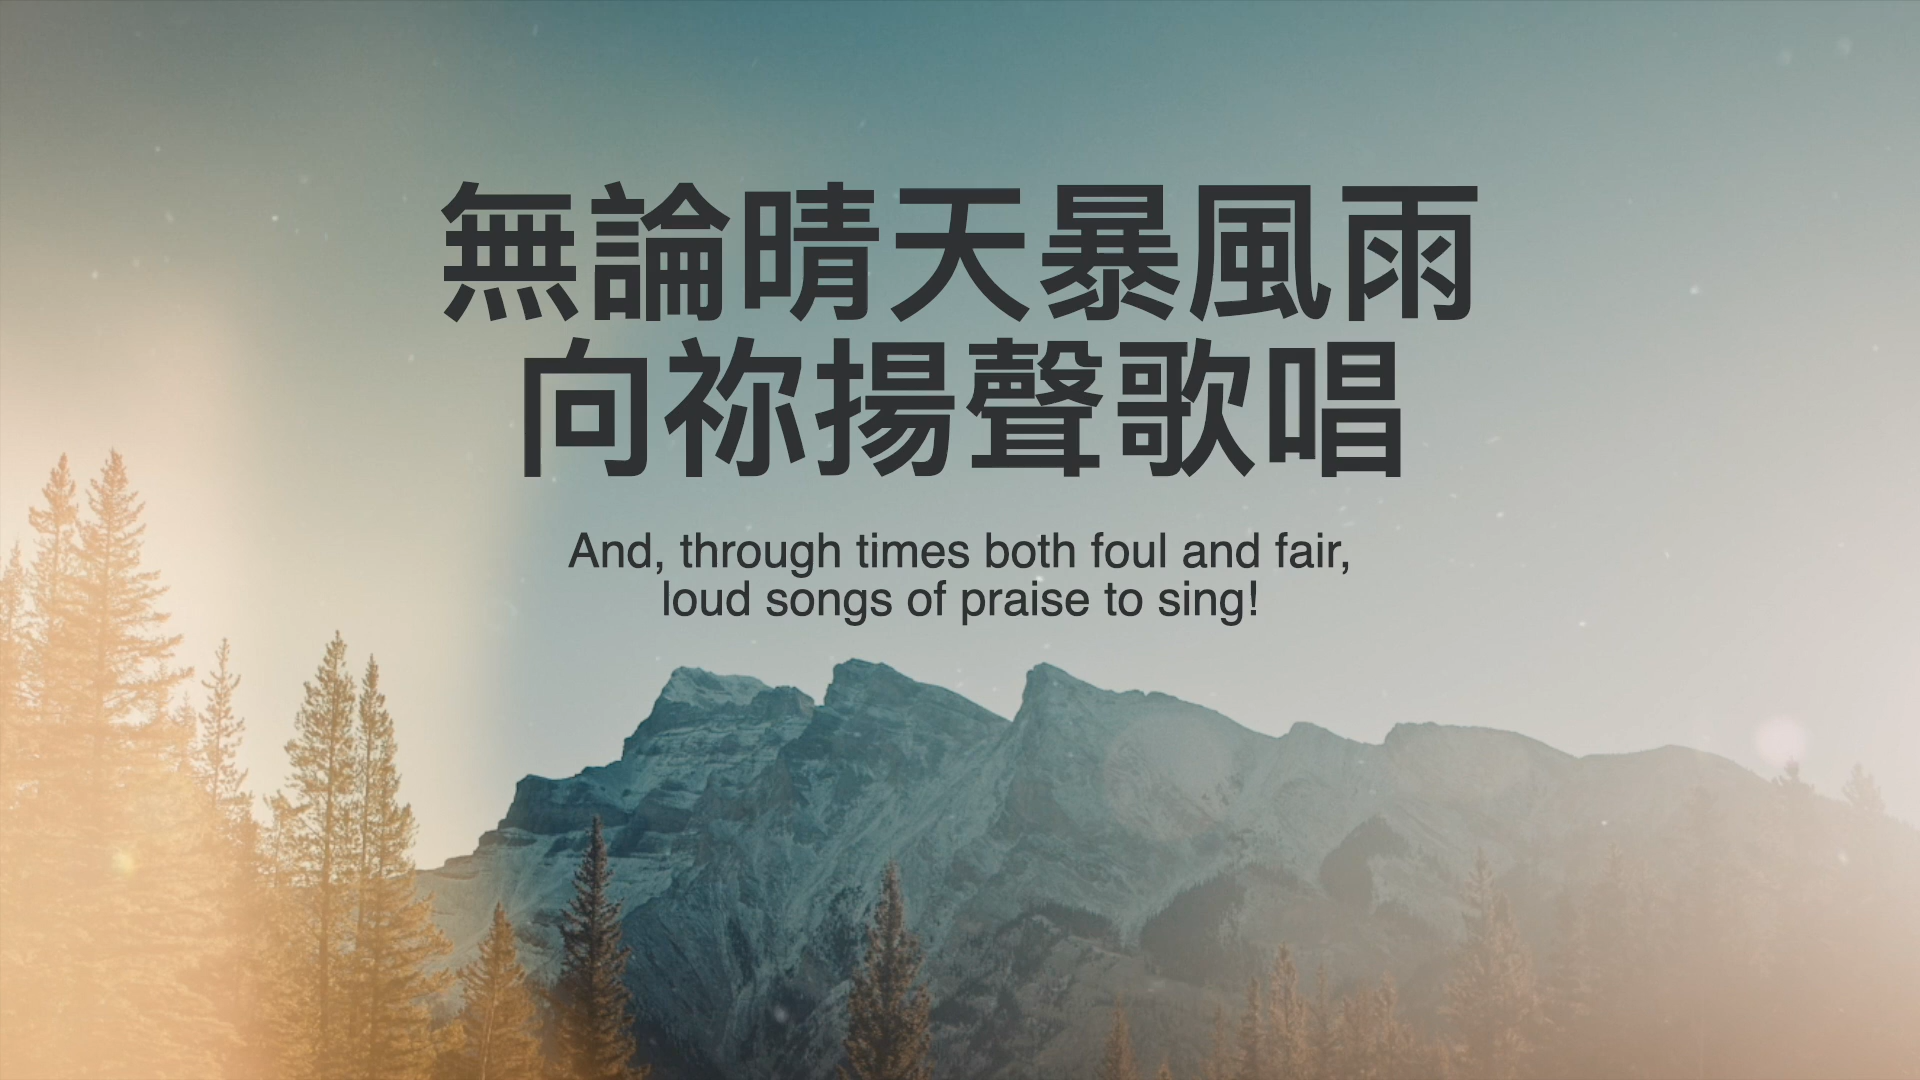 無論晴天暴風雨
向祢揚聲歌唱
And, through times both foul and fair,
loud songs of praise to sing!